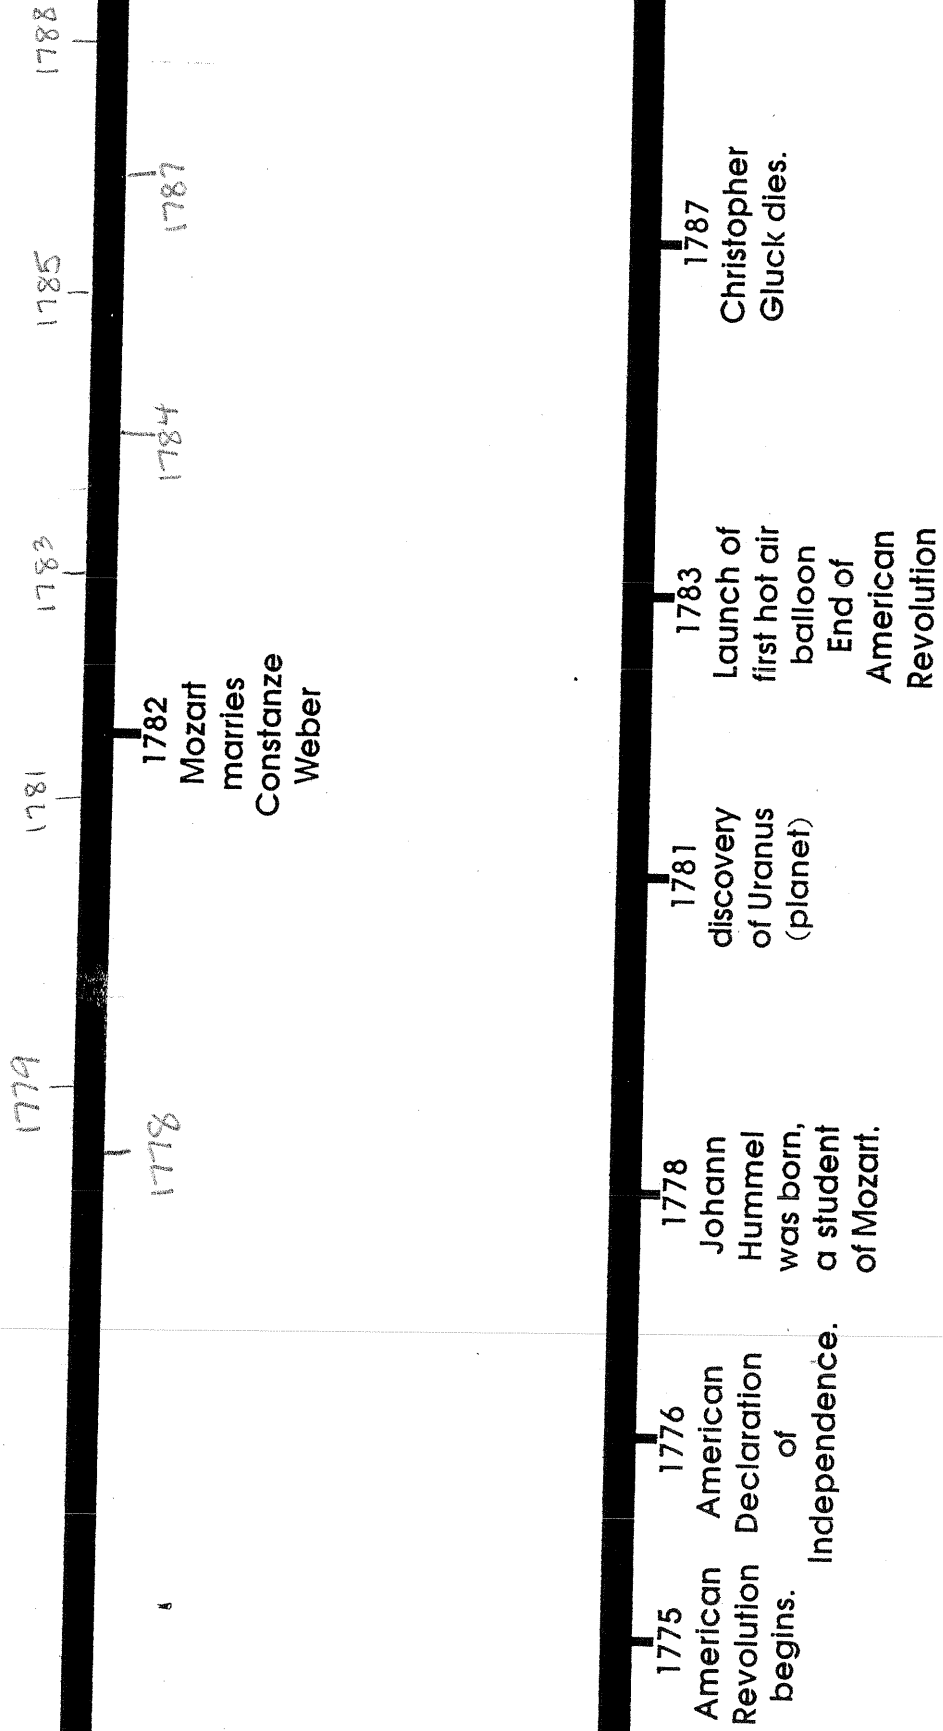 1779
1781
1783
1785
1788
1778
1784
1787
1782
Mozart
marries
Constanze
Weber
1775
American
Revolution
begins.
1776
American
Declaration
of
Independence.
1778
Johann
Hummel
was born,
a student
of Mozart.
1781
discovery
of Uranus
(planet)
1783
Launch of
first hot air
balloon
End of
American
Revolution
1787
Christopher
Gluck dies.